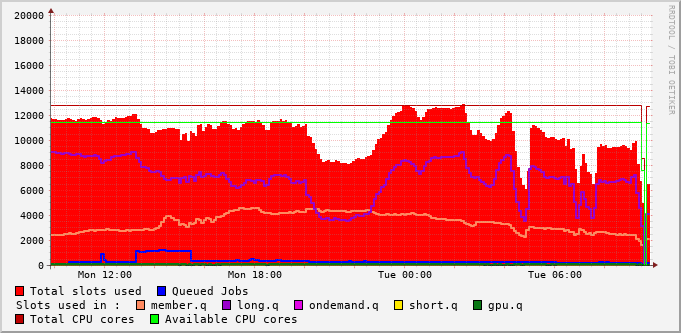 20000
18000
16000
14000
12000
10000
8000
6000
4000
2000
0
Mon 12:00 Mon 18:00 Tue 00:00 Tue 06:00
RRDTOOL / TOBI OETIKER
Total slots used Queued Jobs
Slots used in : member.q long.q ondemand.q short.q gpu.q
Total CPU cores Available CPU cores